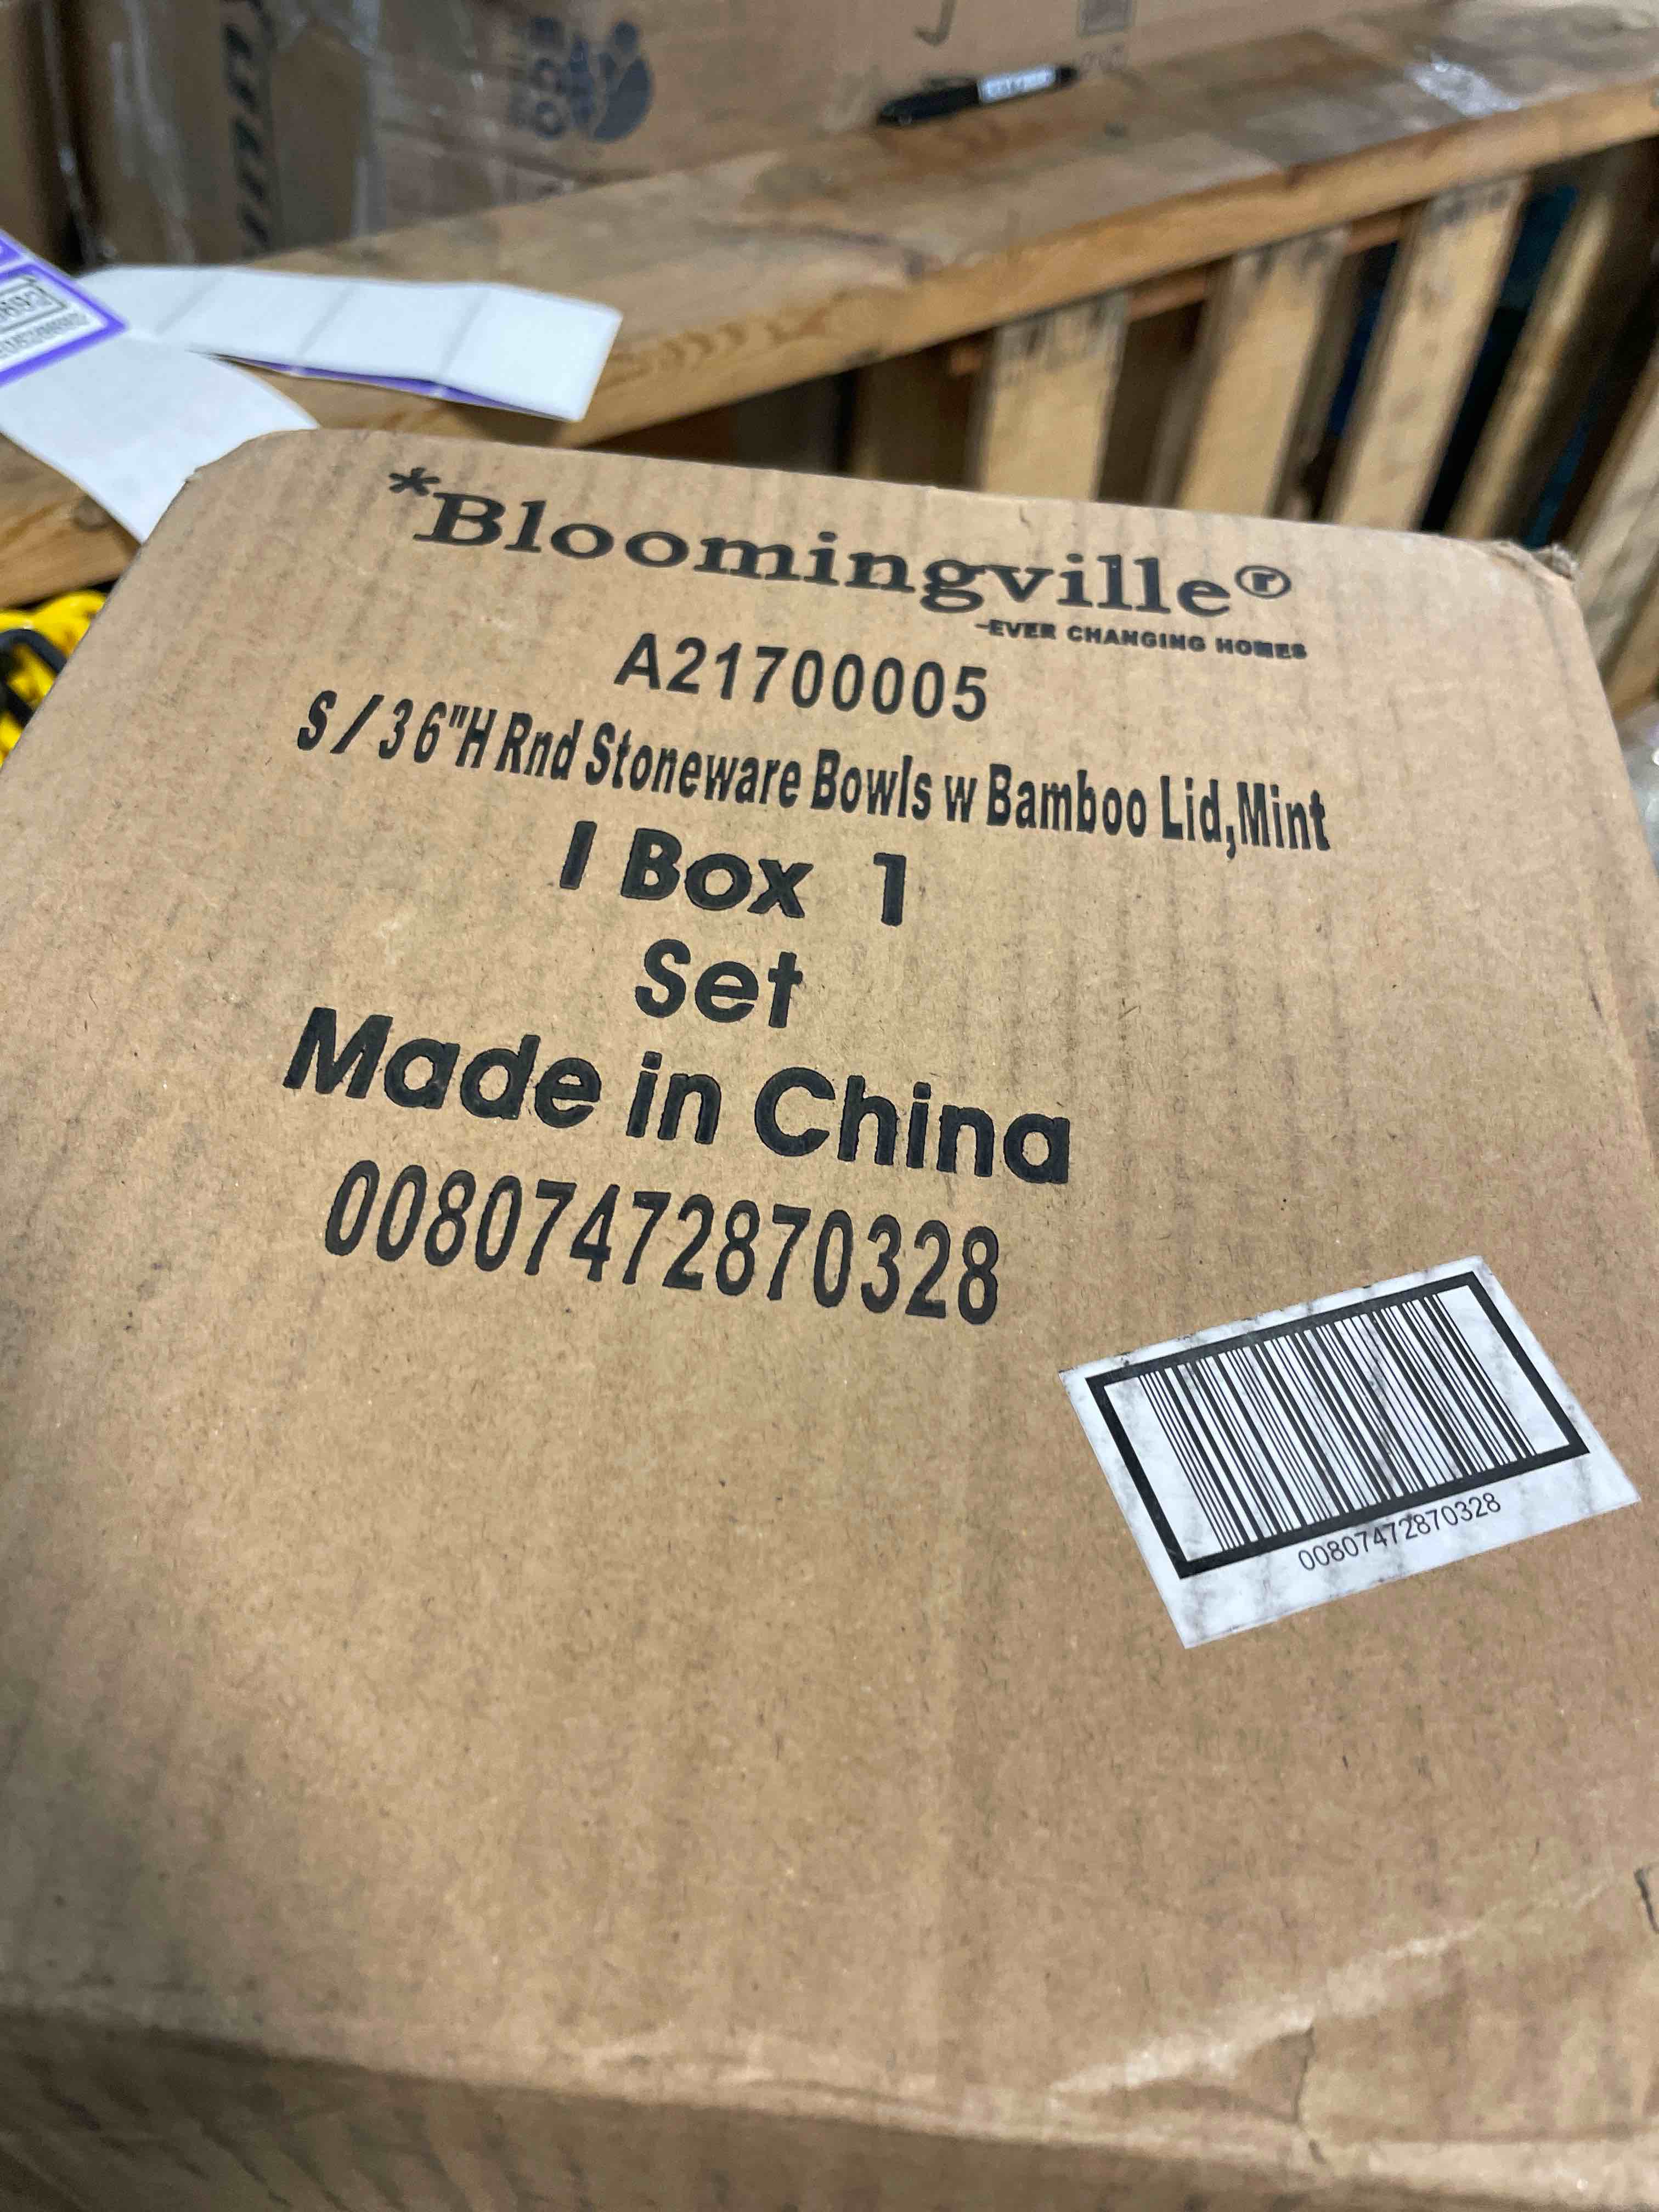 *Bloomingville®
-EVER CHANGING HOMES
A21700005
S / 3 6"H Rnd Stoneware Bowls w Bamboo Lid,Mint
I Box 1
Set
Made in China
00807472870328
00807472870328